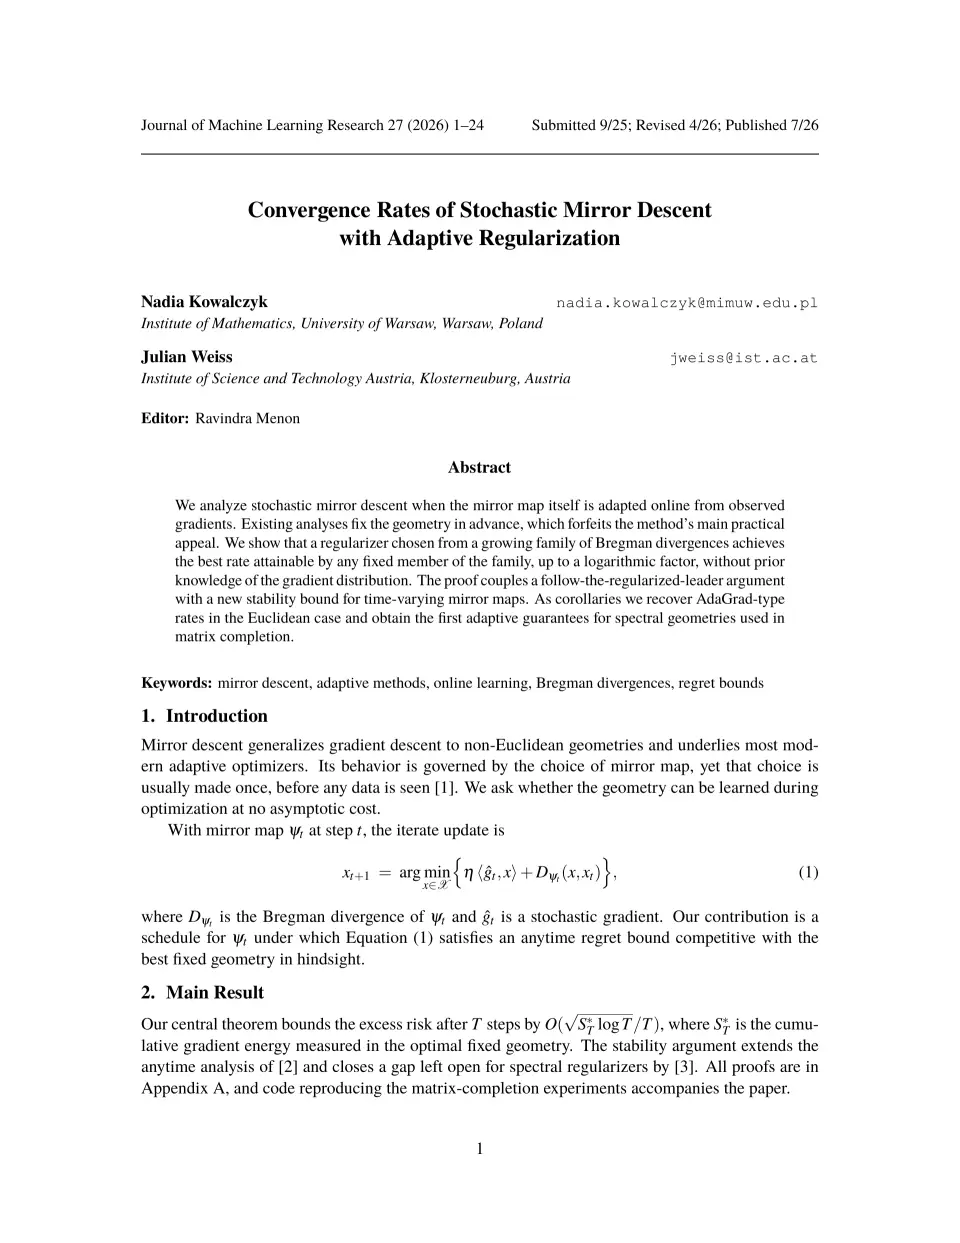 Journal of Machine Learning Research 27 (2026) 1–24 Submitted 9/25; Revised 4/26; Published 7/26
Convergence Rates of Stochastic Mirror Descent
with Adaptive Regularization
Nadia Kowalczyk nadia.kowalczyk@mimuw.edu.pl
Institute of Mathematics, University of Warsaw, Warsaw, Poland
Julian Weiss jweiss@ist.ac.at
Institute of Science and Technology Austria, Klosterneuburg, Austria
Editor: Ravindra Menon
Abstract
We analyze stochastic mirror descent when the mirror map itself is adapted online from observed
gradients. Existing analyses fix the geometry in advance, which forfeits the method's main practical
appeal. We show that a regularizer chosen from a growing family of Bregman divergences achieves
the best rate attainable by any fixed member of the family, up to a logarithmic factor, without prior
knowledge of the gradient distribution. The proof couples a follow-the-regularized-leader argument
with a new stability bound for time-varying mirror maps. As corollaries we recover AdaGrad-type
rates in the Euclidean case and obtain the first adaptive guarantees for spectral geometries used in
matrix completion.
Keywords: mirror descent, adaptive methods, online learning, Bregman divergences, regret bounds
1. Introduction
Mirror descent generalizes gradient descent to non-Euclidean geometries and underlies most mod-
ern adaptive optimizers. Its behavior is governed by the choice of mirror map, yet that choice is
usually made once, before any data is seen [1]. We ask whether the geometry can be learned during
optimization at no asymptotic cost.
With mirror map ψ_t at step t, the iterate update is
x_{t+1} = arg min_{x∈𝒳} { η ⟨ĝ_t, x⟩ + D_{ψ_t}(x, x_t) }, (1)
where D_{ψ_t} is the Bregman divergence of ψ_t and ĝ_t is a stochastic gradient. Our contribution is a
schedule for ψ_t under which Equation (1) satisfies an anytime regret bound competitive with the
best fixed geometry in hindsight.
2. Main Result
Our central theorem bounds the excess risk after T steps by O(√(S*_T log T)/T), where S*_T is the cumu-
lative gradient energy measured in the optimal fixed geometry. The stability argument extends the
anytime analysis of [2] and closes a gap left open for spectral regularizers by [3]. All proofs are in
Appendix A, and code reproducing the matrix-completion experiments accompanies the paper.
1